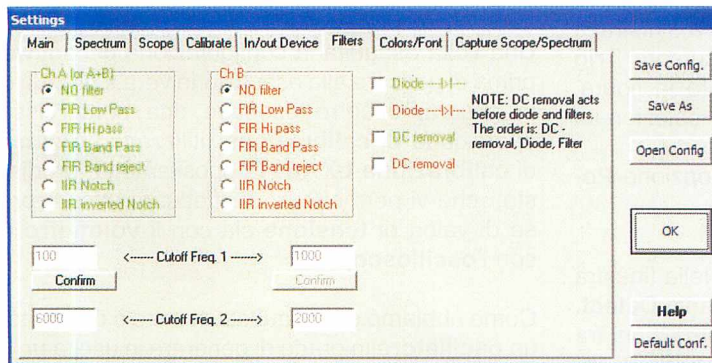 Settings
Main Spectrum Scope Calibrate In/out Device Filters Colors/Font Capture Scope/Spectrum
Ch A (or A+B)
NO filter
FIR Low Pass
FIR Hi pass
FIR Band Pass
FIR Band reject
IIR Notch
IIR inverted Notch
Ch B
NO filter
FIR Low Pass
FIR Hi pass
FIR Band Pass
FIR Band reject
IIR Notch
IIR inverted Notch
Diode ---|>|---
Diode ---|>|---
DC removal
DC removal
NOTE: DC removal acts
before diode and filters.
The order is: DC -
removal, Diode, Filter
100 <------ Cutoff Freq. 1 ------> 1000
Confirm Confirm
6000 <------ Cutoff Freq. 2 ------> 2000
Save Config.
Save As
Open Config
OK
Help
Default Conf.